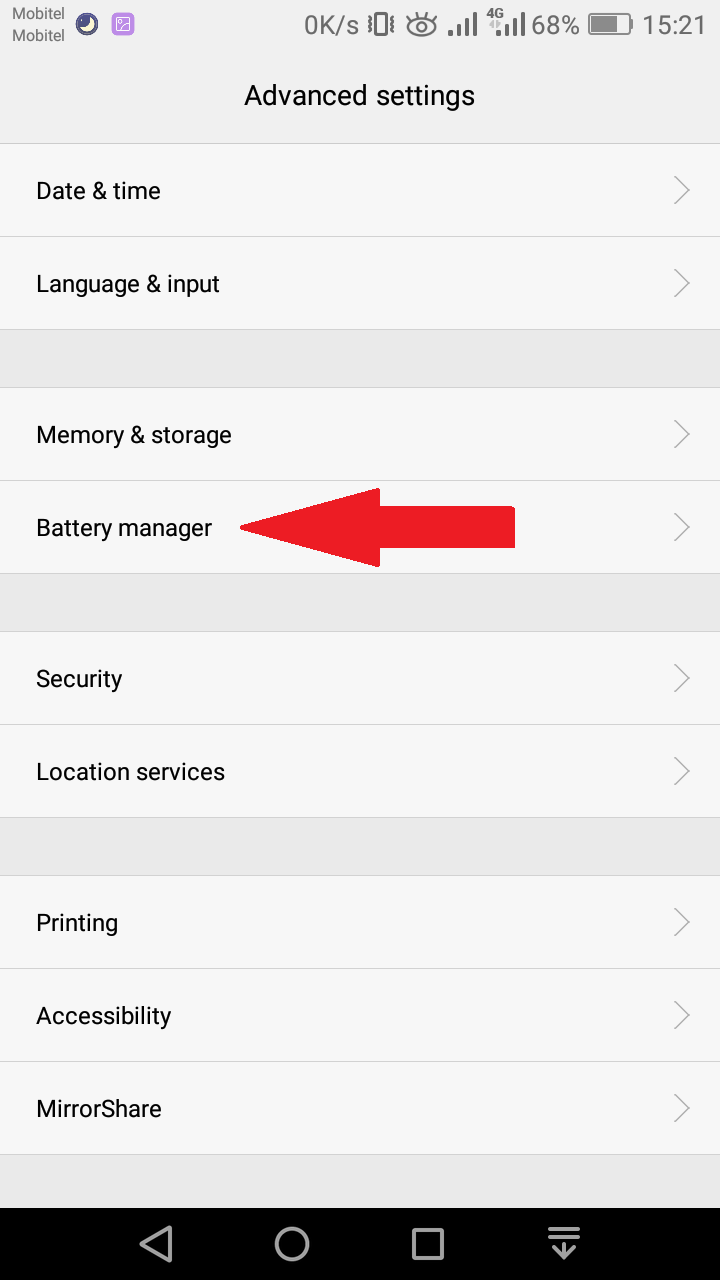 Mobitel
Mobitel
0K/s 4G 68% 15:21
Advanced settings
Date & time
Language & input
Memory & storage
Battery manager
Security
Location services
Printing
Accessibility
MirrorShare